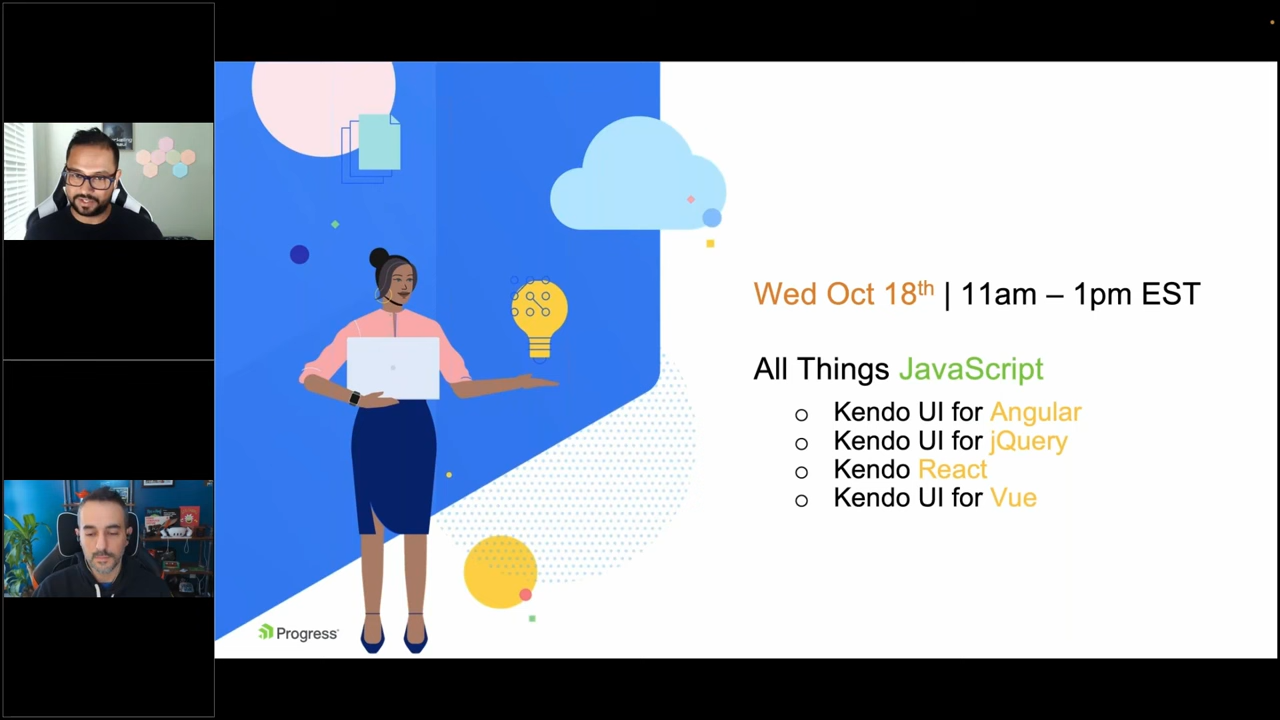 Wed Oct 18th | 11am – 1pm EST
All Things JavaScript
Kendo UI for Angular
Kendo UI for jQuery
Kendo React
Kendo UI for Vue
Progress